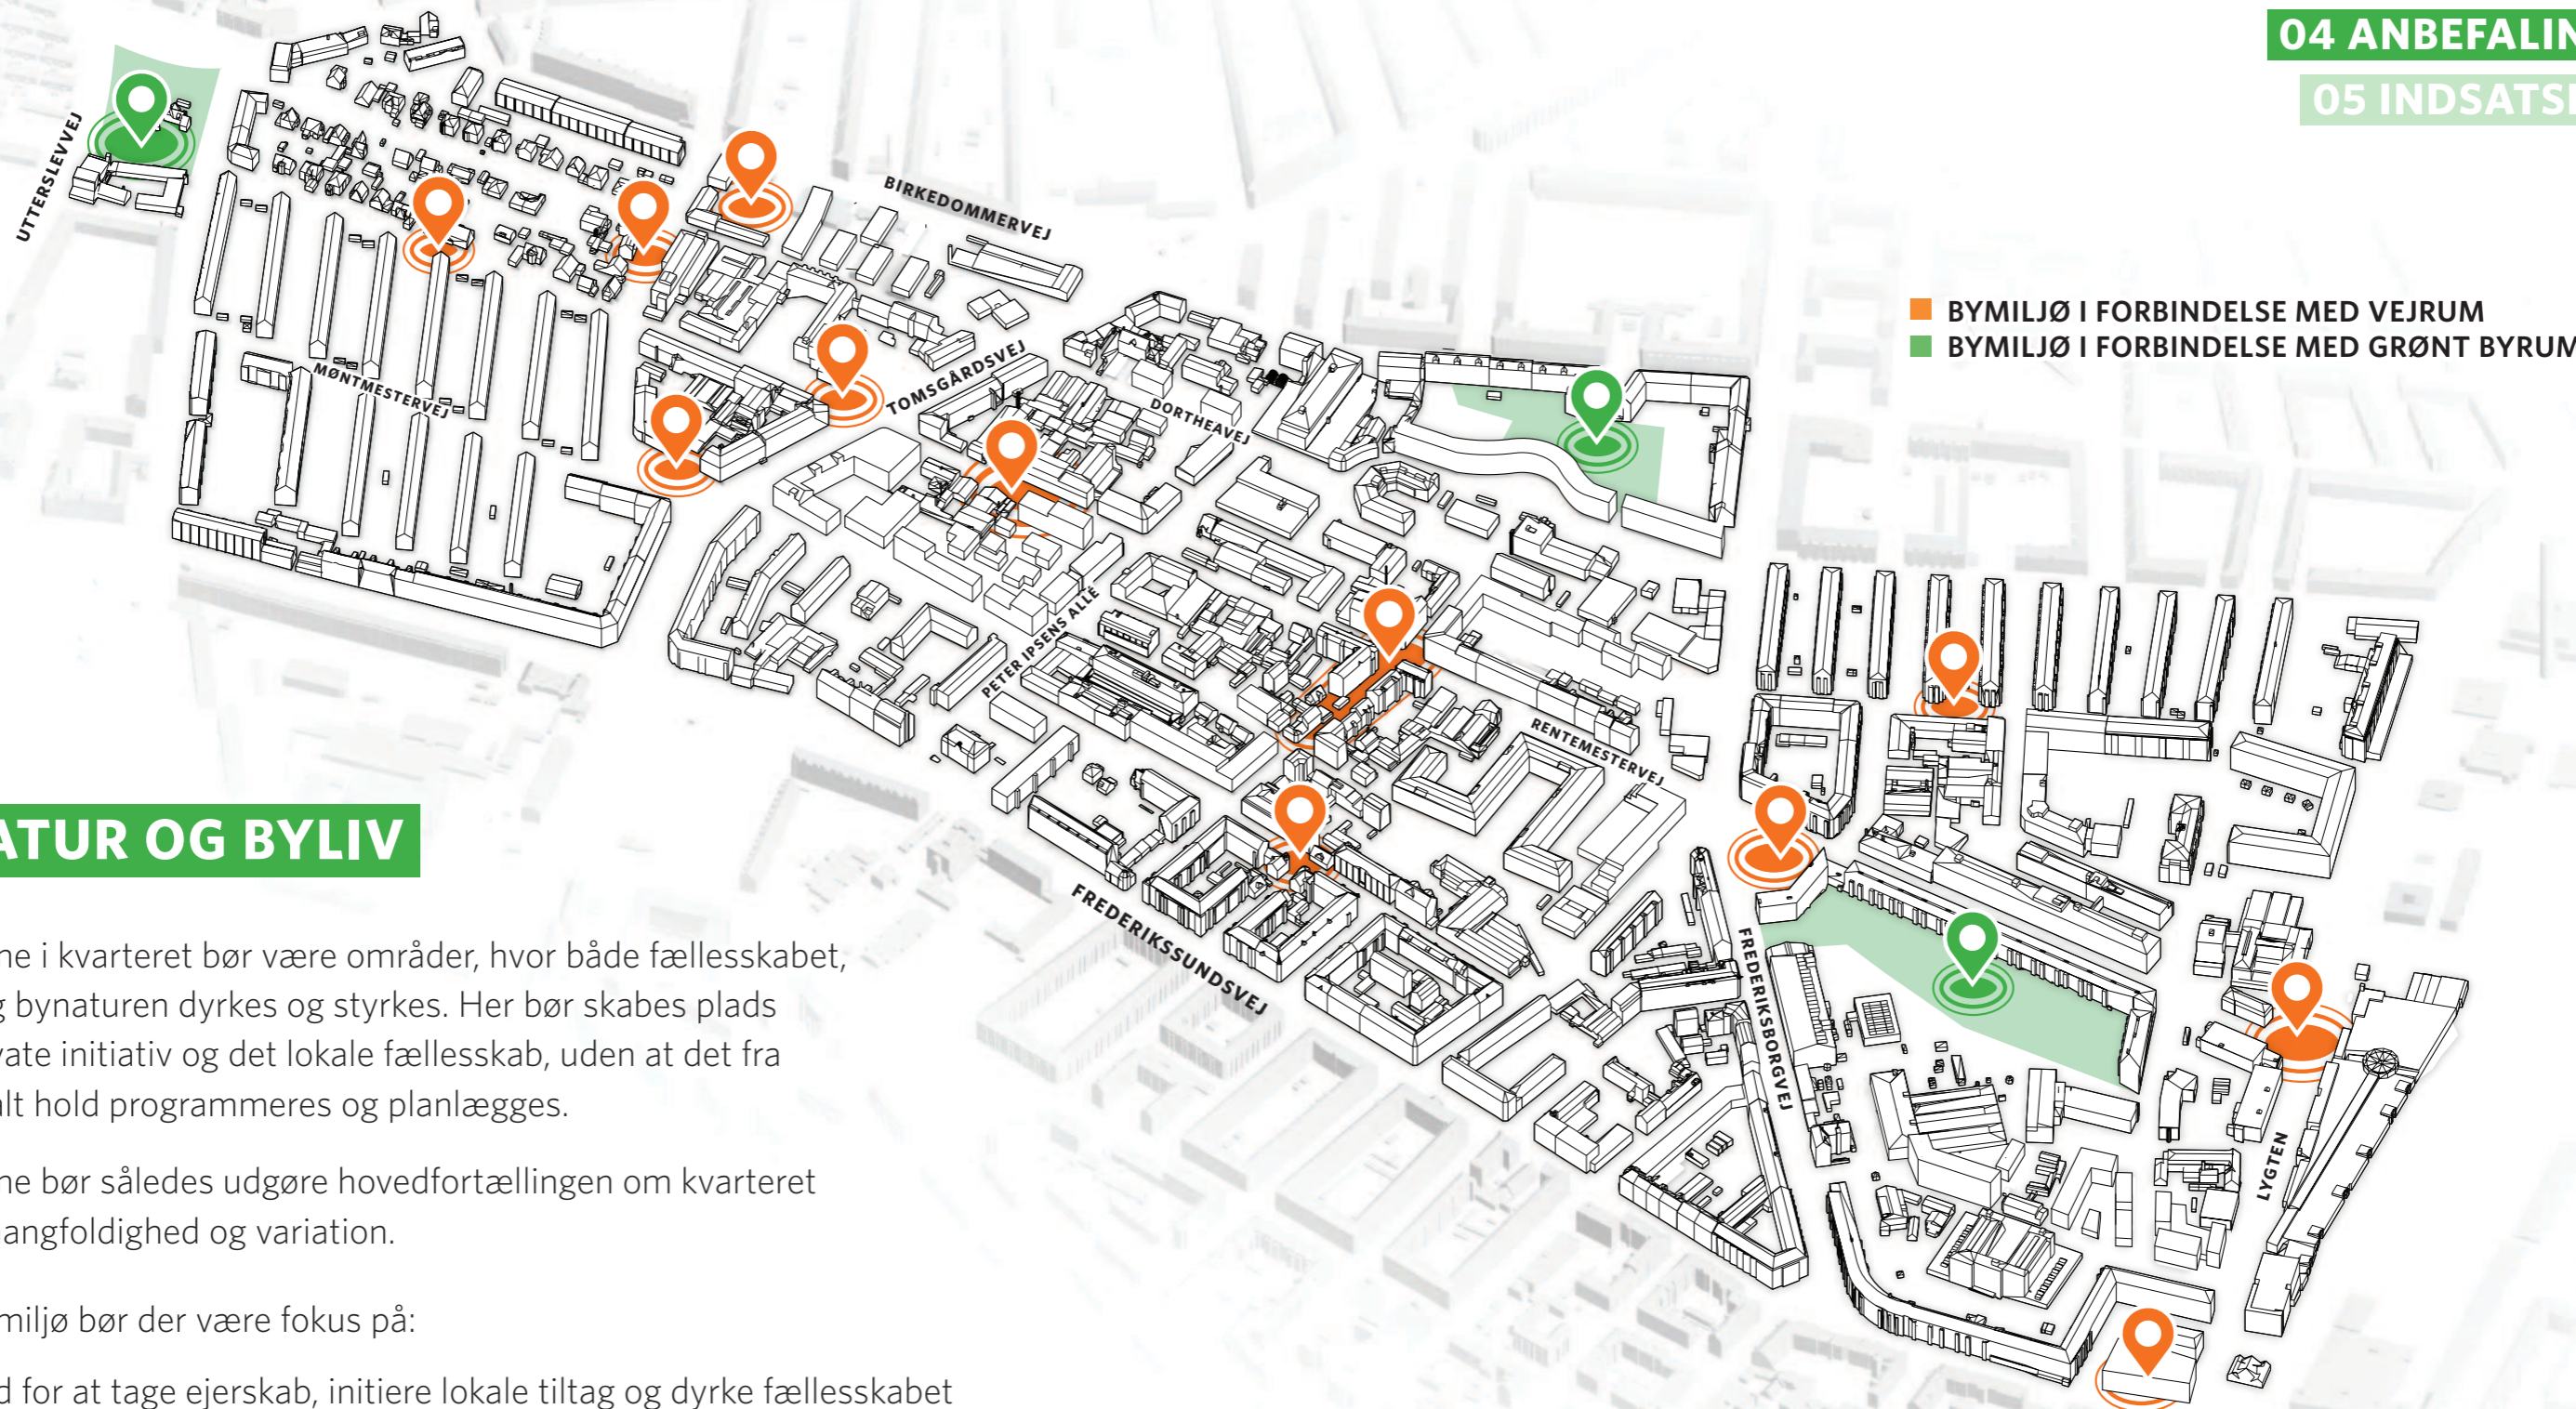 04 ANBEFALIN
05 INDSATS
UTTERSLEVVEJ
BIRKEDOMMERVEJ
BYMILJØ I FORBINDELSE MED VEJRUM
BYMILJØ I FORBINDELSE MED GRØNT BYRUM
MØNTMESTERVEJ
TOMSGÅRDSVEJ
DORTHEAVEJ
PETER IPSENS ALLÉ
RENTEMESTERVEJ
FREDERIKSSUNDSVEJ
FREDERIKSBORGVEJ
LYGTEN
ATUR OG BYLIV
ne i kvarteret bør være områder, hvor både fællesskabet,
g bynaturen dyrkes og styrkes. Her bør skabes plads
vate initiativ og det lokale fællesskab, uden at det fra
alt hold programmeres og planlægges.
ne bør således udgøre hovedfortællingen om kvarteret
nangfoldighed og variation.
miljø bør der være fokus på:
d for at tage ejerskab, initiere lokale tiltag og dyrke fællesskabet